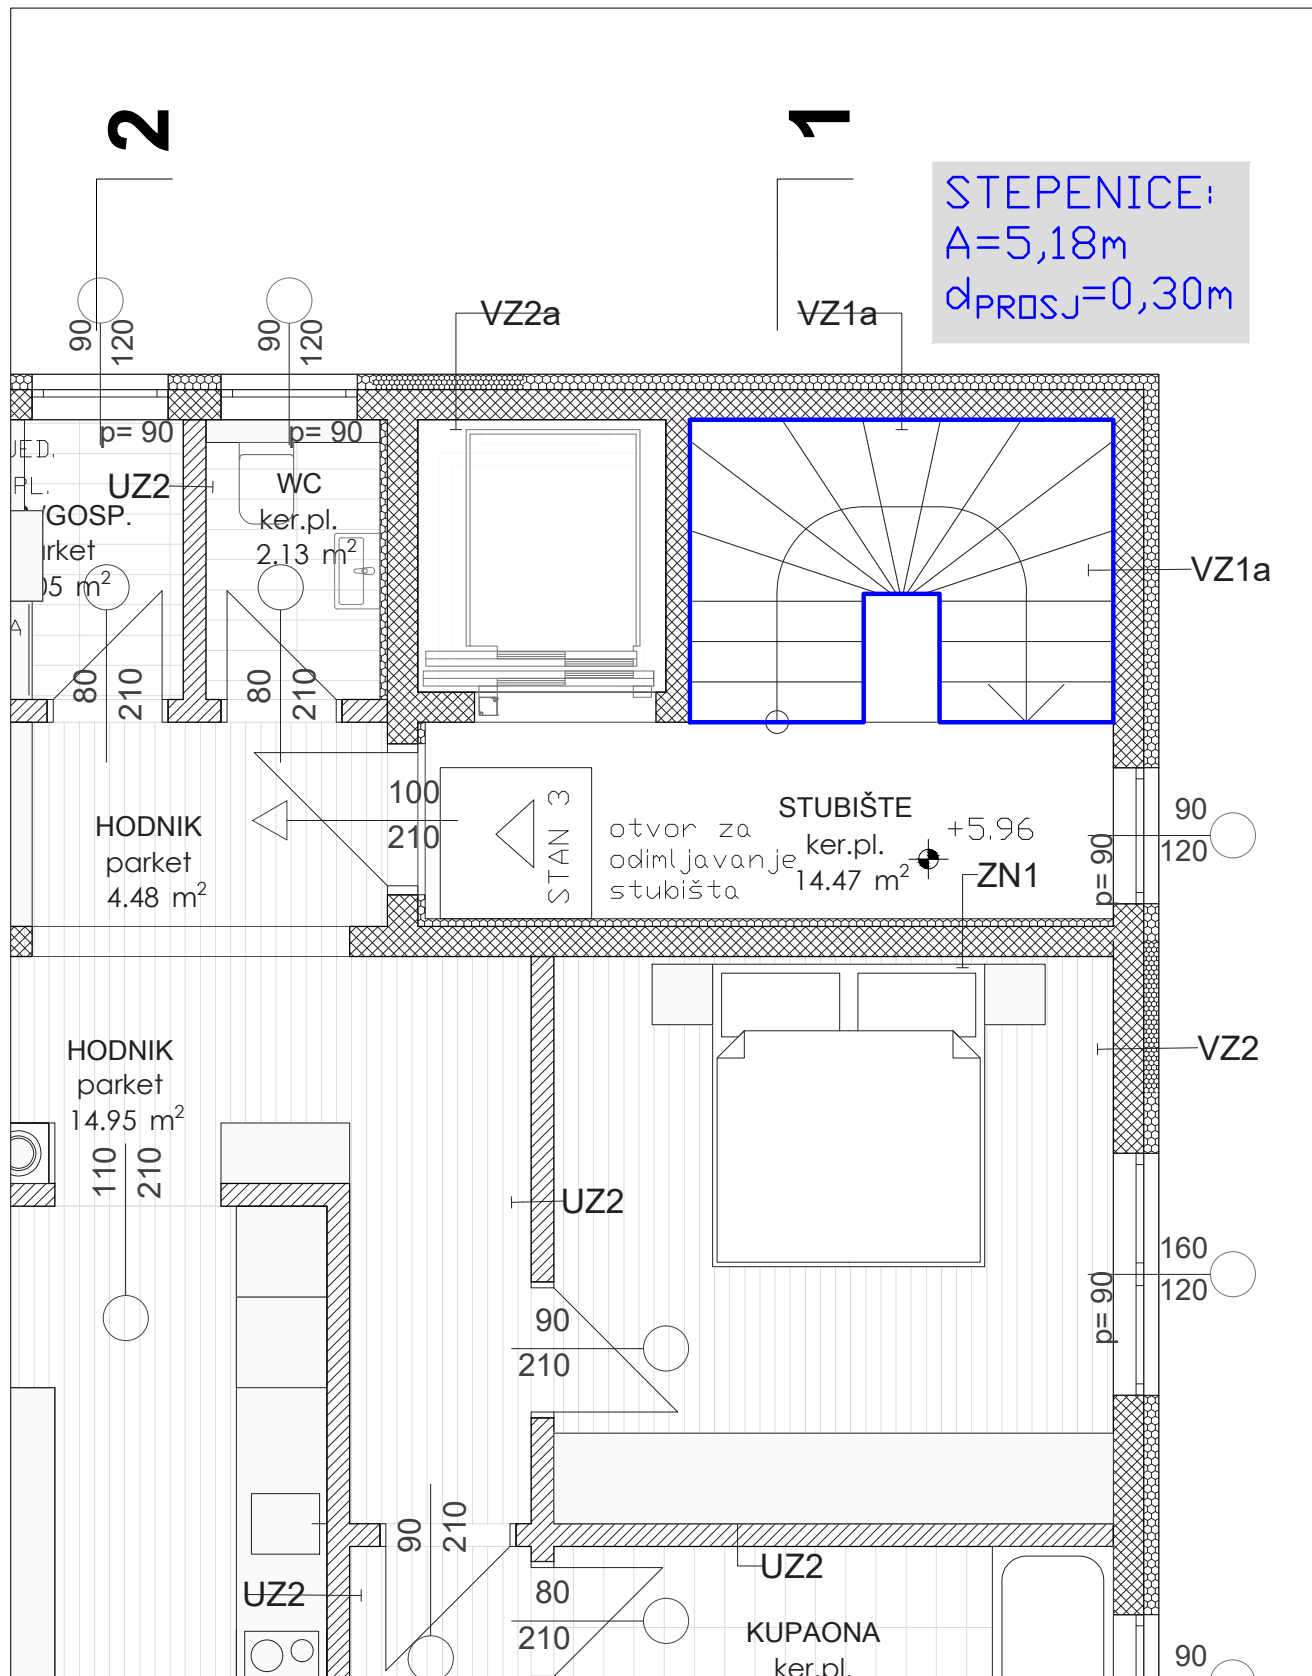 2
1
STEPENICE:
A=5,18m
dPROSJ=0,30m
VZ2a
VZ1a
90
120
90
120
p= 90
p= 90
JED.
PL.
UZ2
WC
ker.pl.
2.13 m²
/GOSP.
05 m²
VZ1a
80
210
80
210
HODNIK
parket
4.48 m²
100
210
STAN 3
otvor za
odimljavanje
stubišta
STUBIŠTE
ker.pl.
14.47 m²
+5.96
ZN1
p= 90
90
120
HODNIK
parket
14.95 m²
110
210
VZ2
UZ2
160
120
p= 90
90
210
90
210
UZ2
UZ2
80
210
KUPAONA
ker.pl.
90